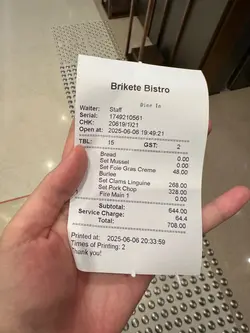 Brikete Bistro
Dine In
Waiter: Staff
Serial: 1749210561
CHK: 20619/1921
Open at: 2025-06-06 19:49:21
TBL: 15 GST: 2
Bread 0.00
Set Mussel 0.00
Set Foie Gras Creme Burlee 48.00
Set Clams Linguine 268.00
Set Pork Chop 328.00
Fire Main 1 0.00
Subtotal: 644.00
Service Charge: 64.4
Total: 708.00
Printed at: 2025-06-06 20:33:59
Times of Printing: 2
Thank you!